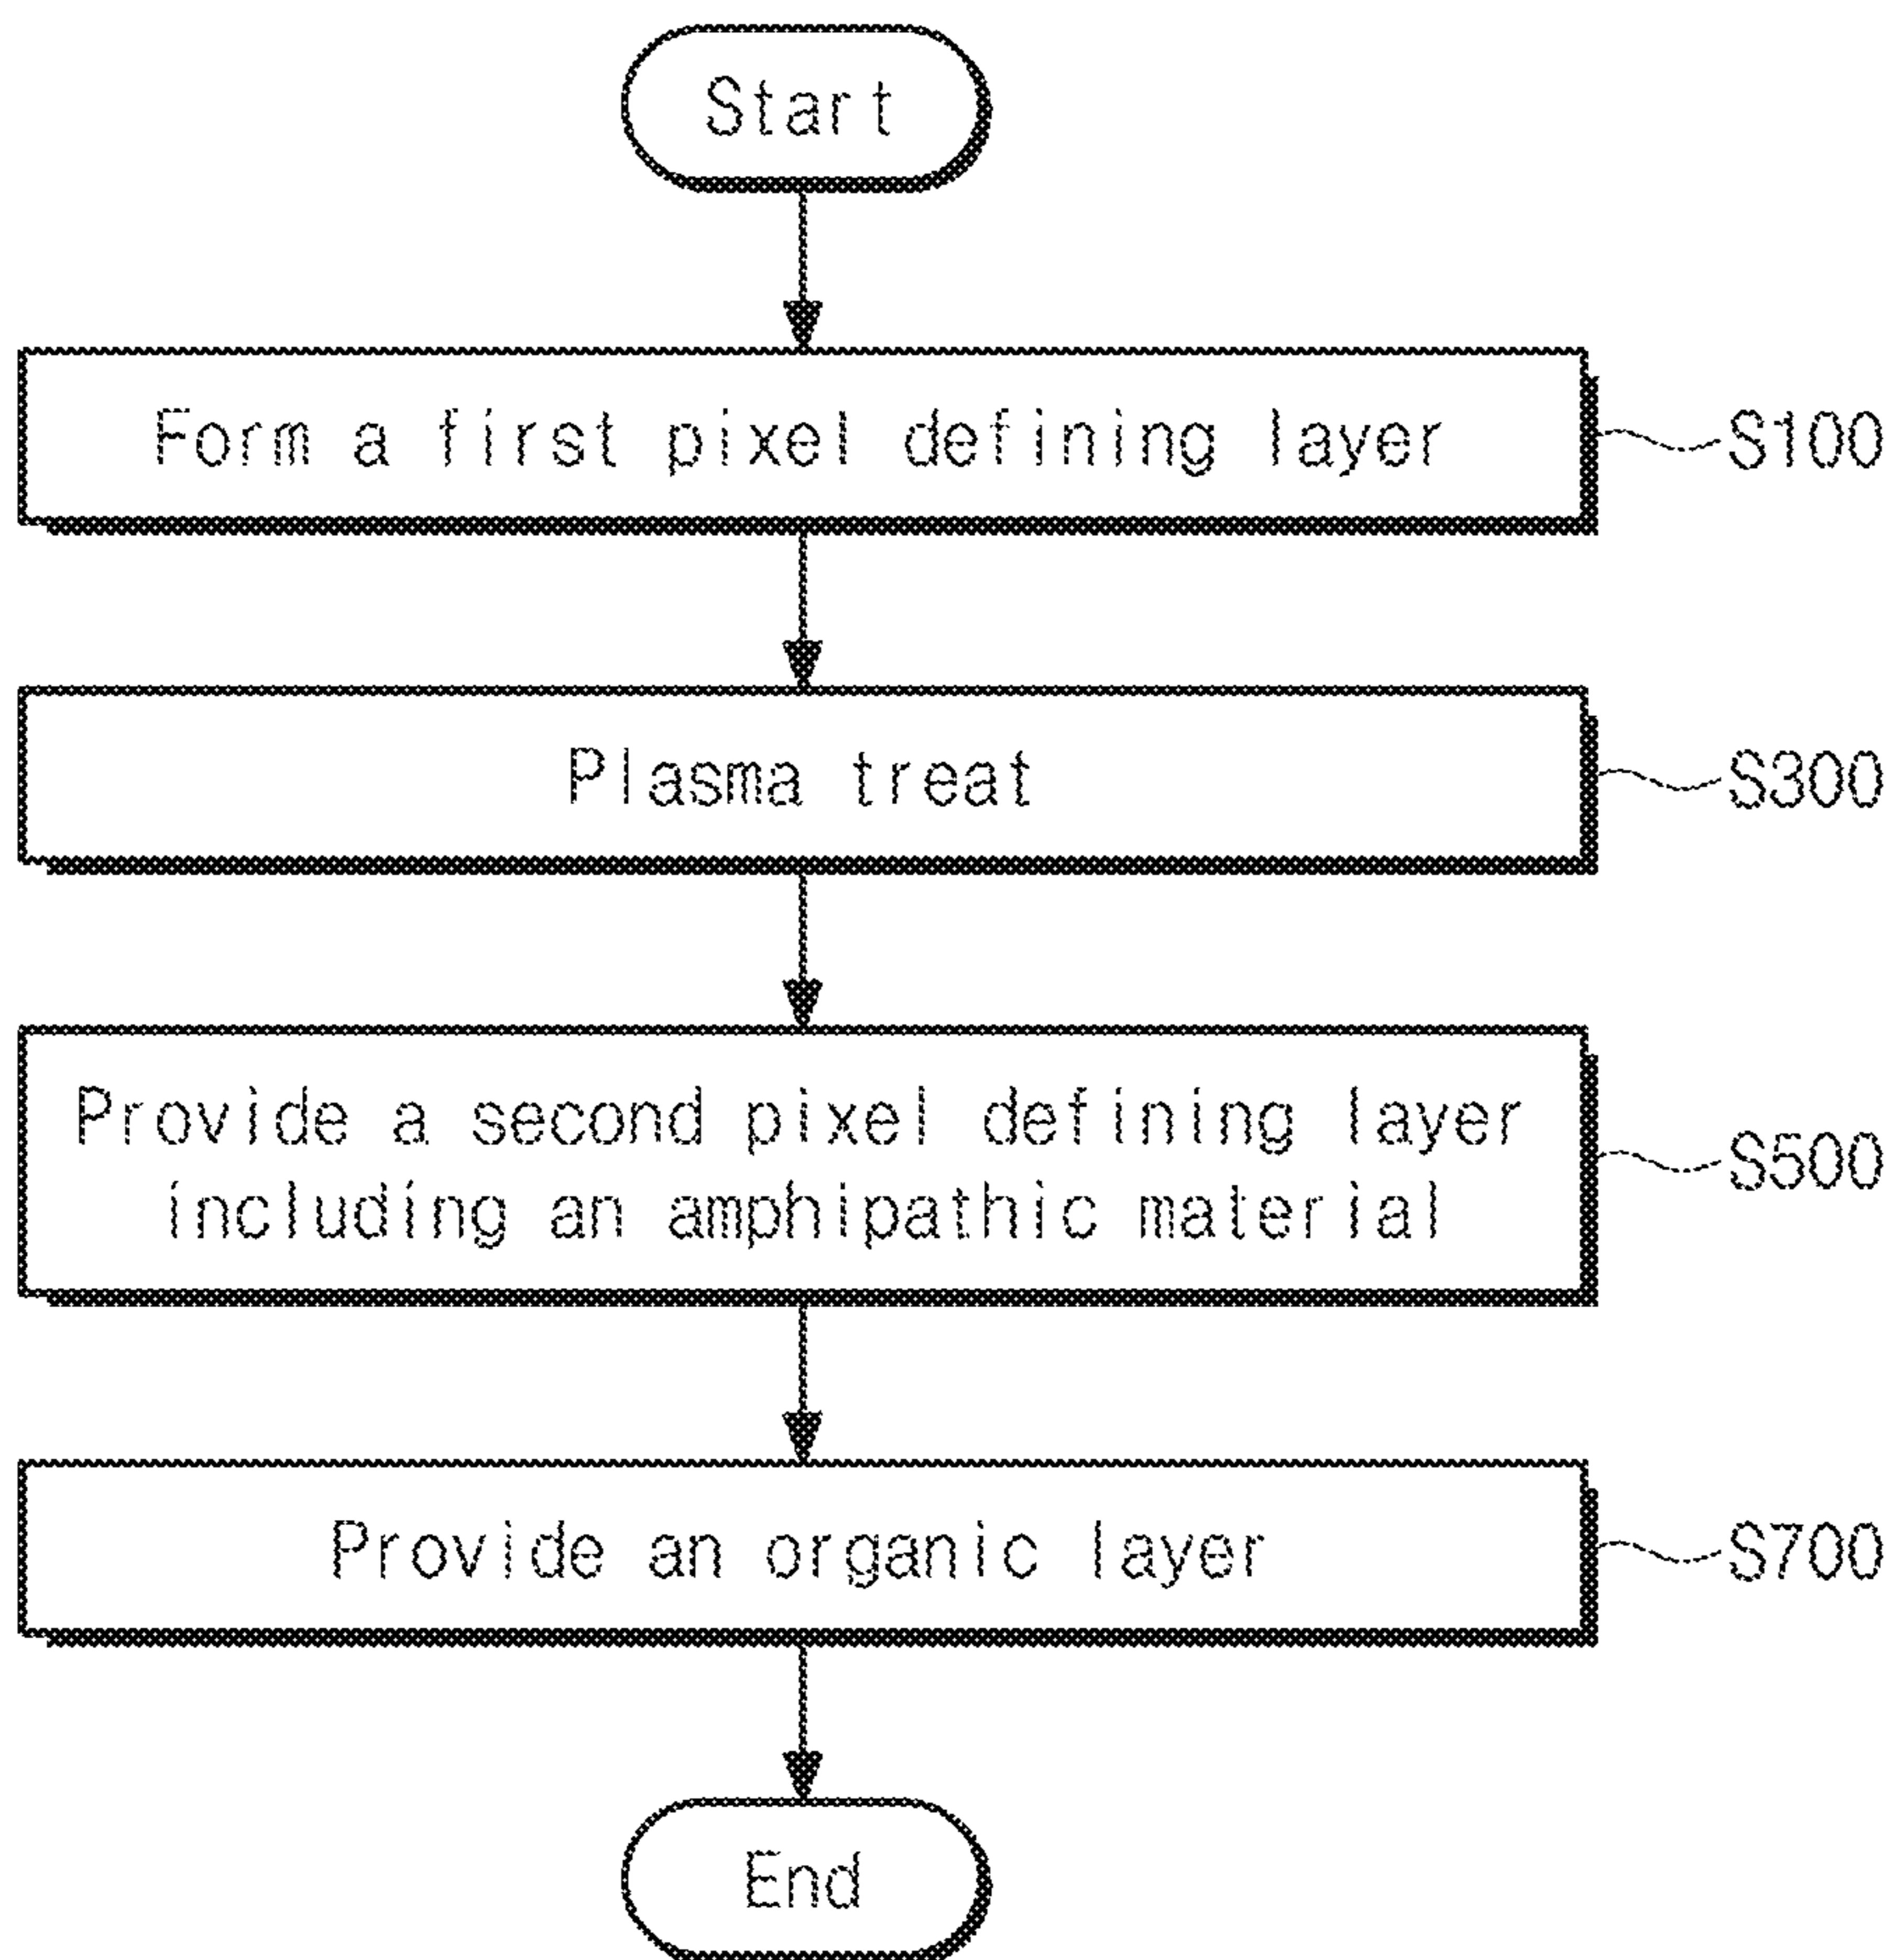 Start
Form a first pixel defining layer
S100
Plasma treat
S300
Provide a second pixel defining layer
including an amphipathic material
S500
Provide an organic layer
S700
End